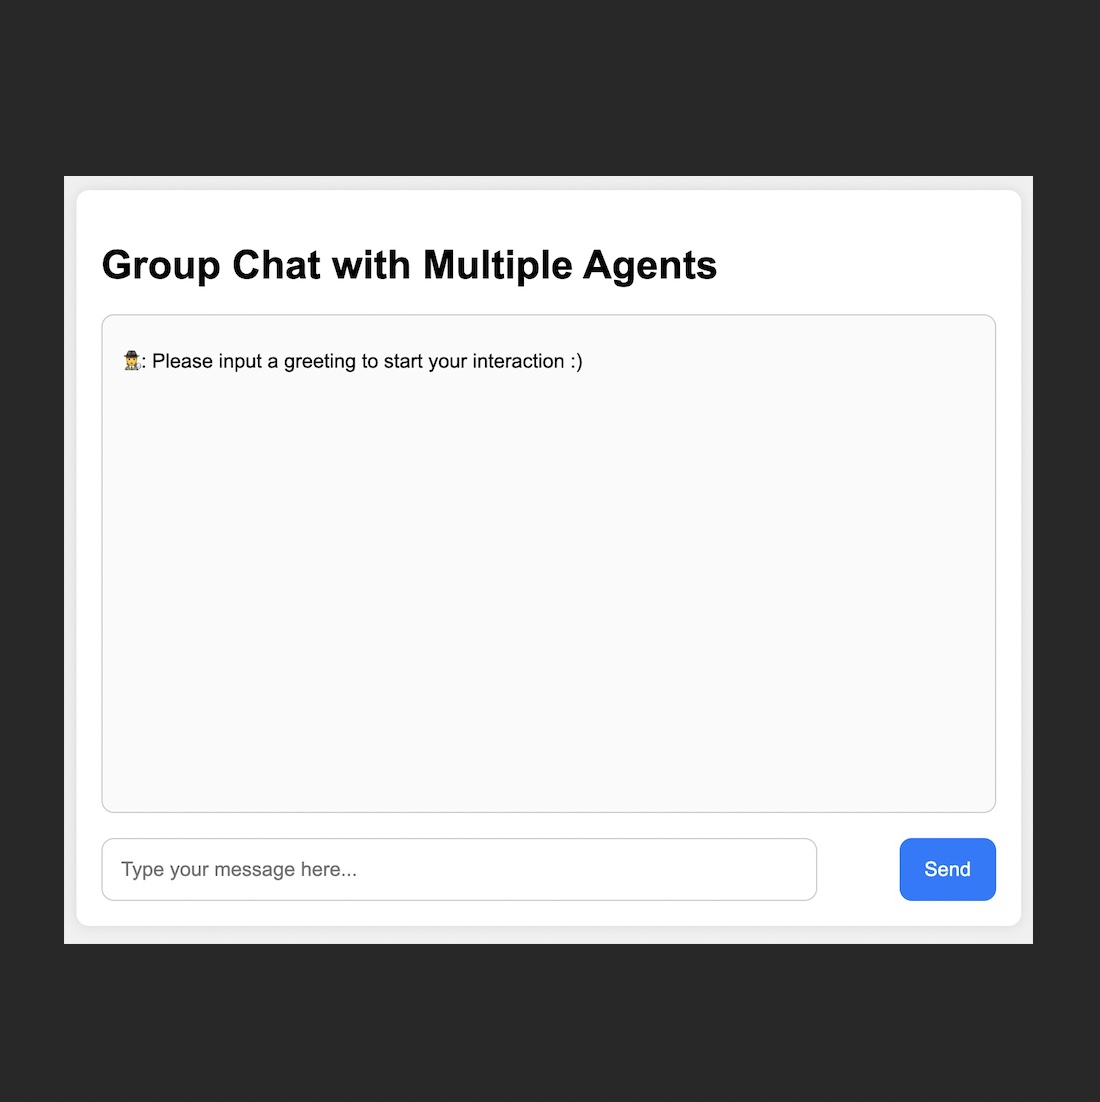 Group Chat with Multiple Agents
🕵️‍♀️: Please input a greeting to start your interaction :)
Type your message here...
Send